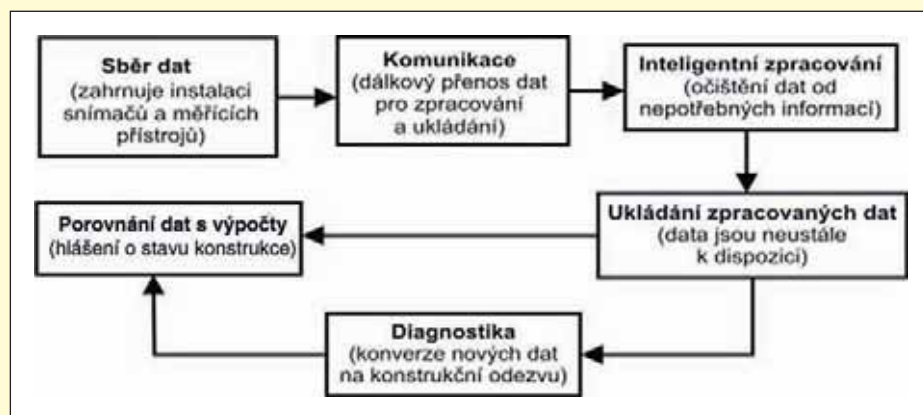 Sběr dat
(zahrnuje instalaci
snímačů a měřících
přístrojů)
Komunikace
(dálkový přenos dat
pro zpracování
a ukládání)
Inteligentní zpracování
(očištění dat od
nepotřebných informací)
Ukládání zpracovaných dat
(data jsou neustále
k dispozici)
Porovnání dat s výpočty
(hlášení o stavu konstrukce)
Diagnostika
(konverze nových dat
na konstrukční odezvu)